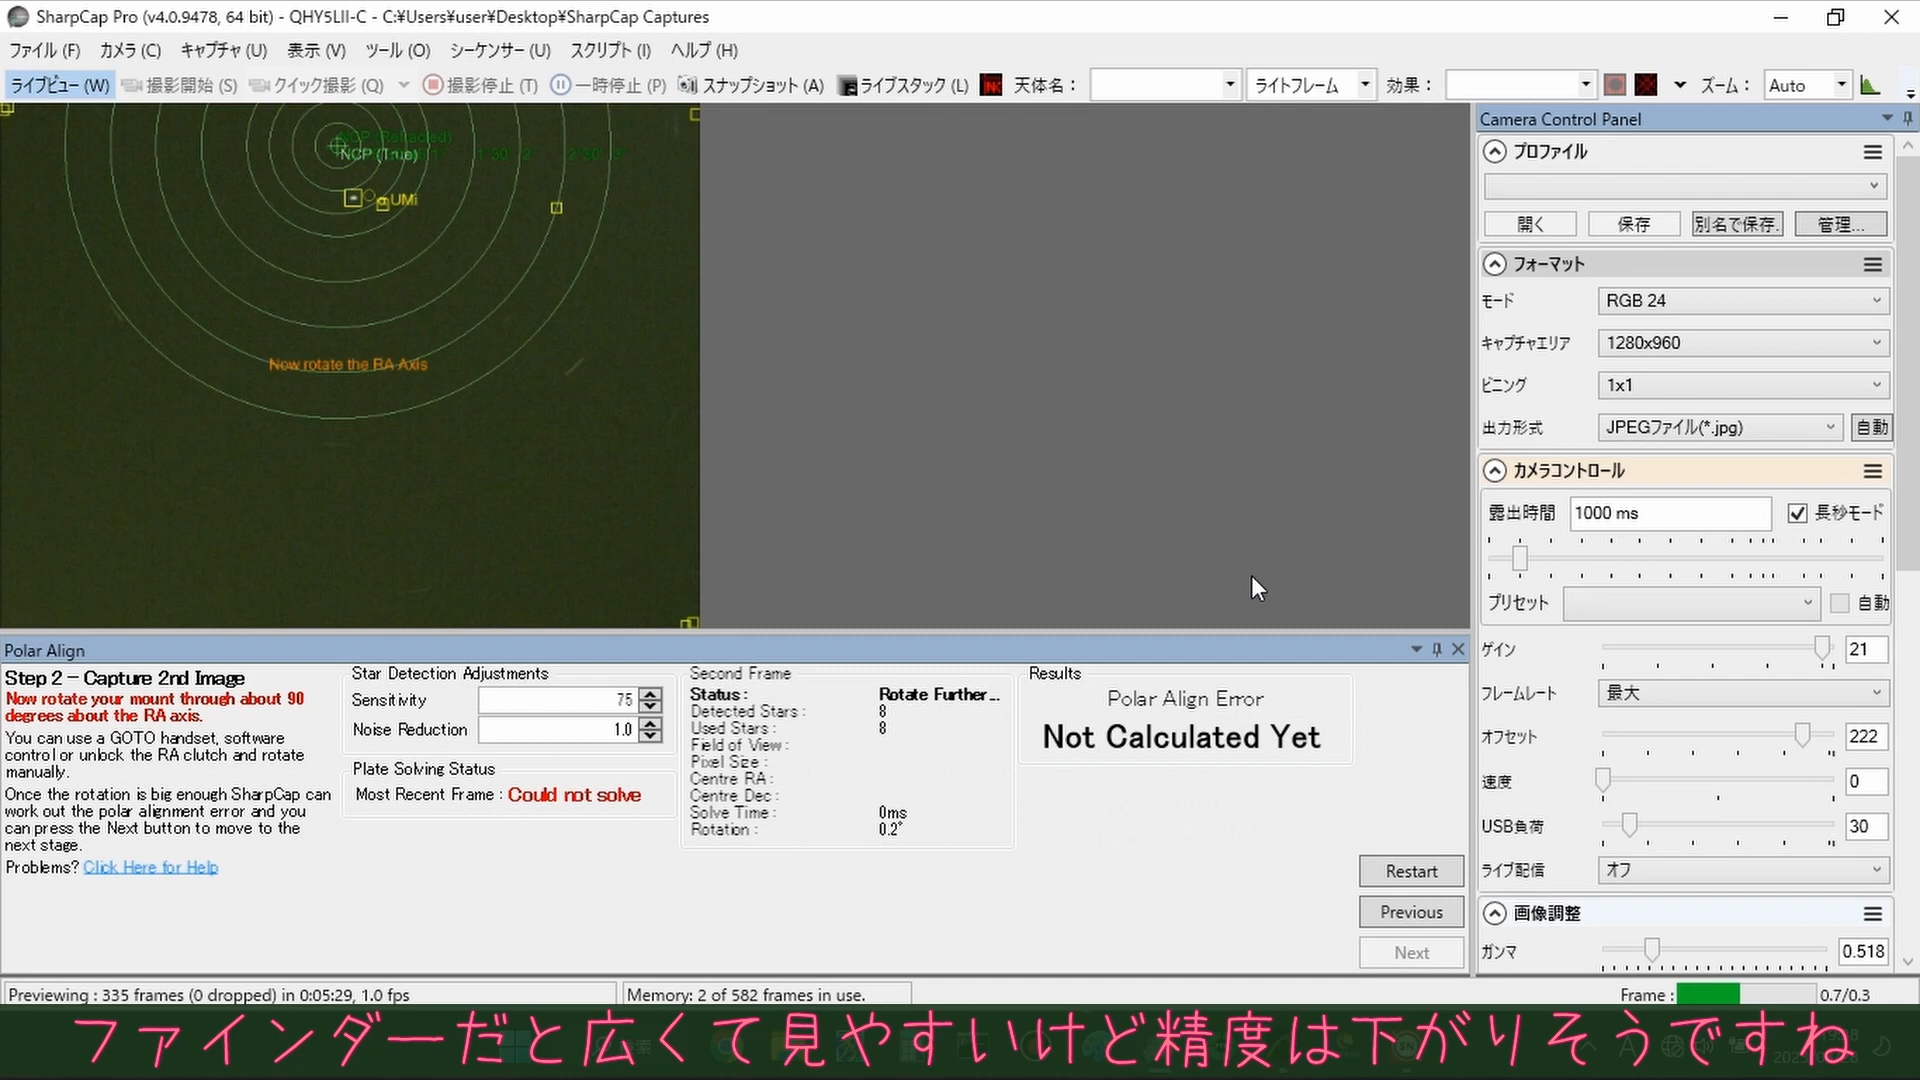 SharpCap Pro (v4.0.9478, 64 bit) - QHY5LII-C - C:¥Users¥user¥Desktop¥SharpCap Captures
ファイル (F) カメラ (C) キャプチャ (U) 表示 (V) ツール (O) シーケンサー (U) スクリプト (I) ヘルプ (H)
ライブビュー (W) 撮影開始 (S) クイック撮影 (Q) 撮影停止 (T) 一時停止 (P) スナップショット (A) ライブスタック (L) 天体名： ライトフレーム 効果： ズーム： Auto
NCP (Refracted)
NCP (True) 1°30' 2° 2°30' 3°
α UMi
Now rotate the RA Axis
Camera Control Panel
プロファイル
開く 保存 別名で保存. 管理...
フォーマット
モード RGB 24
キャプチャエリア 1280x960
ビニング 1x1
出力形式 JPEGファイル(*.jpg) 自動
カメラコントロール
露出時間 1000 ms 長秒モード
プリセット 自動
ゲイン 21
フレームレート 最大
オフセット 222
速度 0
USB負荷 30
ライブ配信 オフ
画像調整
ガンマ 0.518
Polar Align
Step 2 - Capture 2nd Image
Now rotate your mount through about 90
degrees about the RA axis.
You can use a GOTO handset, software
control or unlock the RA clutch and rotate
manually.
Once the rotation is big enough SharpCap can
work out the polar alignment error and you
can press the Next button to move to the
next stage.
Problems? Click Here for Help
Star Detection Adjustments
Sensitivity 75
Noise Reduction 1.0
Plate Solving Status
Most Recent Frame : Could not solve
Second Frame
Status : Rotate Further...
Detected Stars : 8
Used Stars : 8
Field of View :
Pixel Size :
Centre RA :
Centre Dec :
Solve Time : 0ms
Rotation : 0.2°
Results
Polar Align Error
Not Calculated Yet
Restart
Previous
Next
Previewing : 335 frames (0 dropped) in 0:05:29, 1.0 fps Memory: 2 of 582 frames in use. Frame : 0.7/0.3
ファインダーだと広くて見やすいけど精度は下がりそうですね